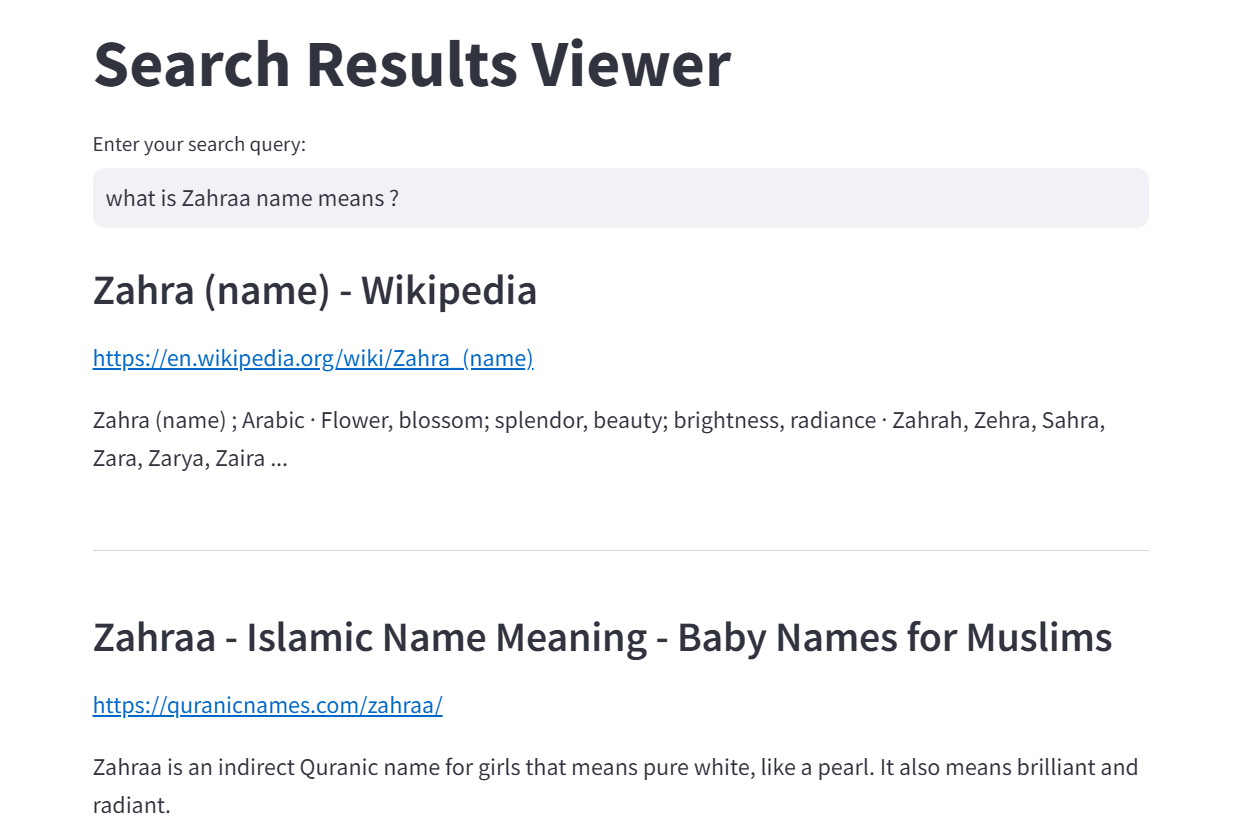 Search Results Viewer
Enter your search query:
what is Zahraa name means ?
Zahra (name) - Wikipedia
https://en.wikipedia.org/wiki/Zahra_(name)
Zahra (name) ; Arabic · Flower, blossom; splendor, beauty; brightness, radiance · Zahrah, Zehra, Sahra,
Zara, Zarya, Zaira ...
Zahraa - Islamic Name Meaning - Baby Names for Muslims
https://quranicnames.com/zahraa/
Zahraa is an indirect Quranic name for girls that means pure white, like a pearl. It also means brilliant and
radiant.